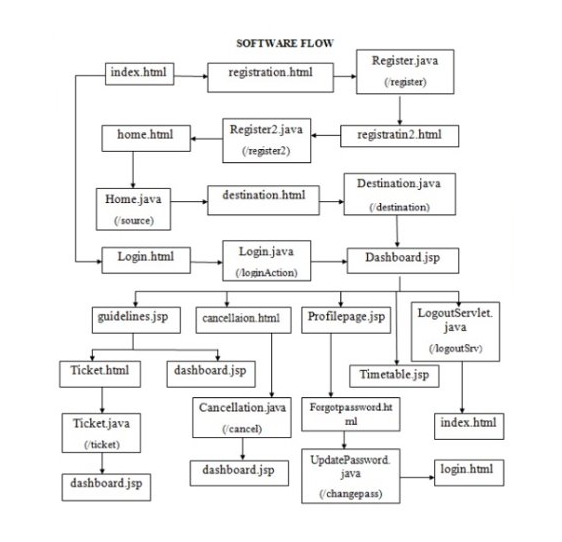 SOFTWARE FLOW
index.html
registration.html
Register.java
(/register)
home.html
Register2.java
(/register2)
registratin2.html
Home.java
(/source)
destination.html
Destination.java
(/destination)
Login.html
Login.java
(/loginAction)
Dashboard.jsp
guidelines.jsp
cancellaion.html
Profilepage.jsp
LogoutServlet.
java
(/logoutSrv)
Ticket.html
dashboard.jsp
Timetable.jsp
Ticket.java
(/ticket)
Cancellation.java
(/cancel)
Forgotpassword.ht
ml
index.html
dashboard.jsp
dashboard.jsp
UpdatePassword.
java
(/changepass)
login.html